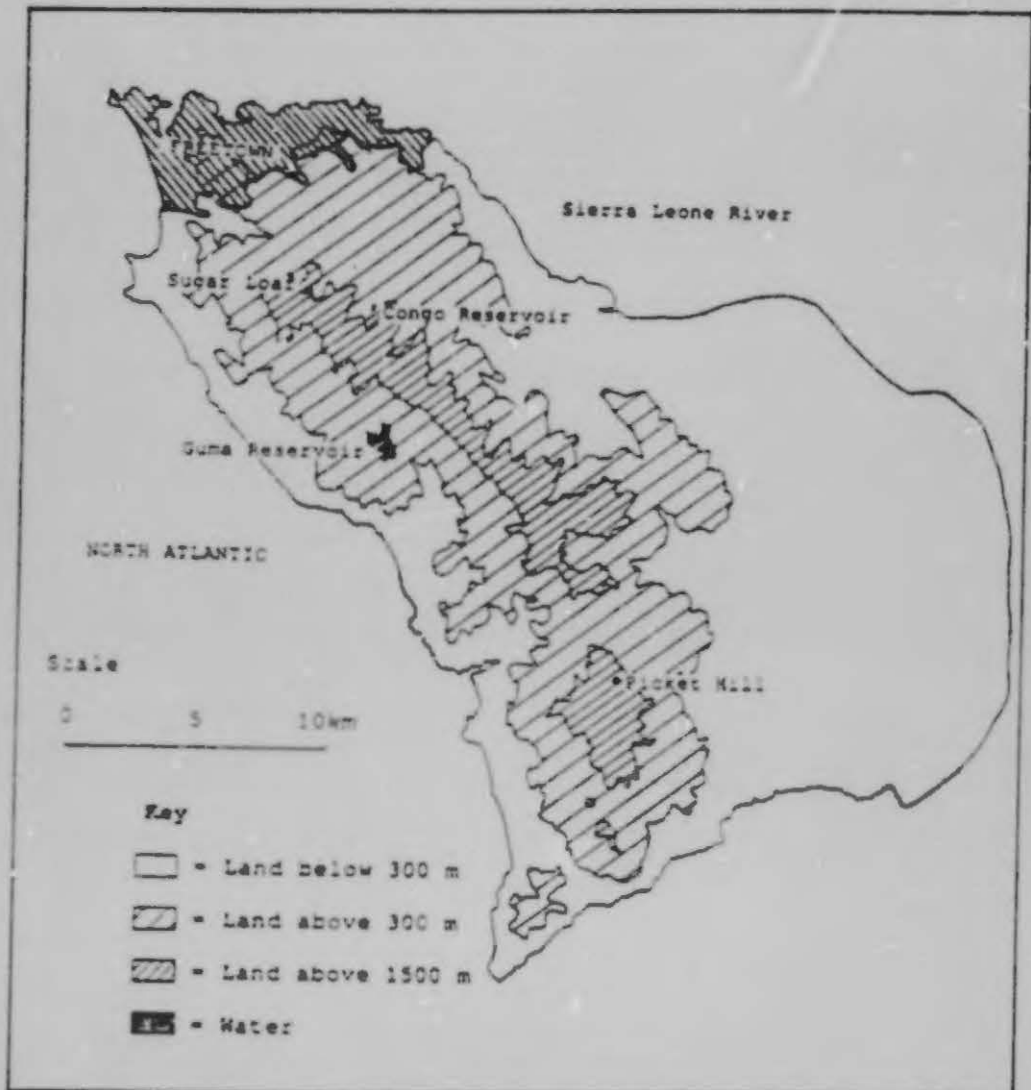 FREETOWN
Sierra Leone River
Sugar Loaf
Congo Reservoir
Guma Reservoir
NORTH ATLANTIC
Scale
0 5 10km
Picket Hill
Key
= Land below 300 m
= Land above 300 m
= Land above 1500 m
= Water